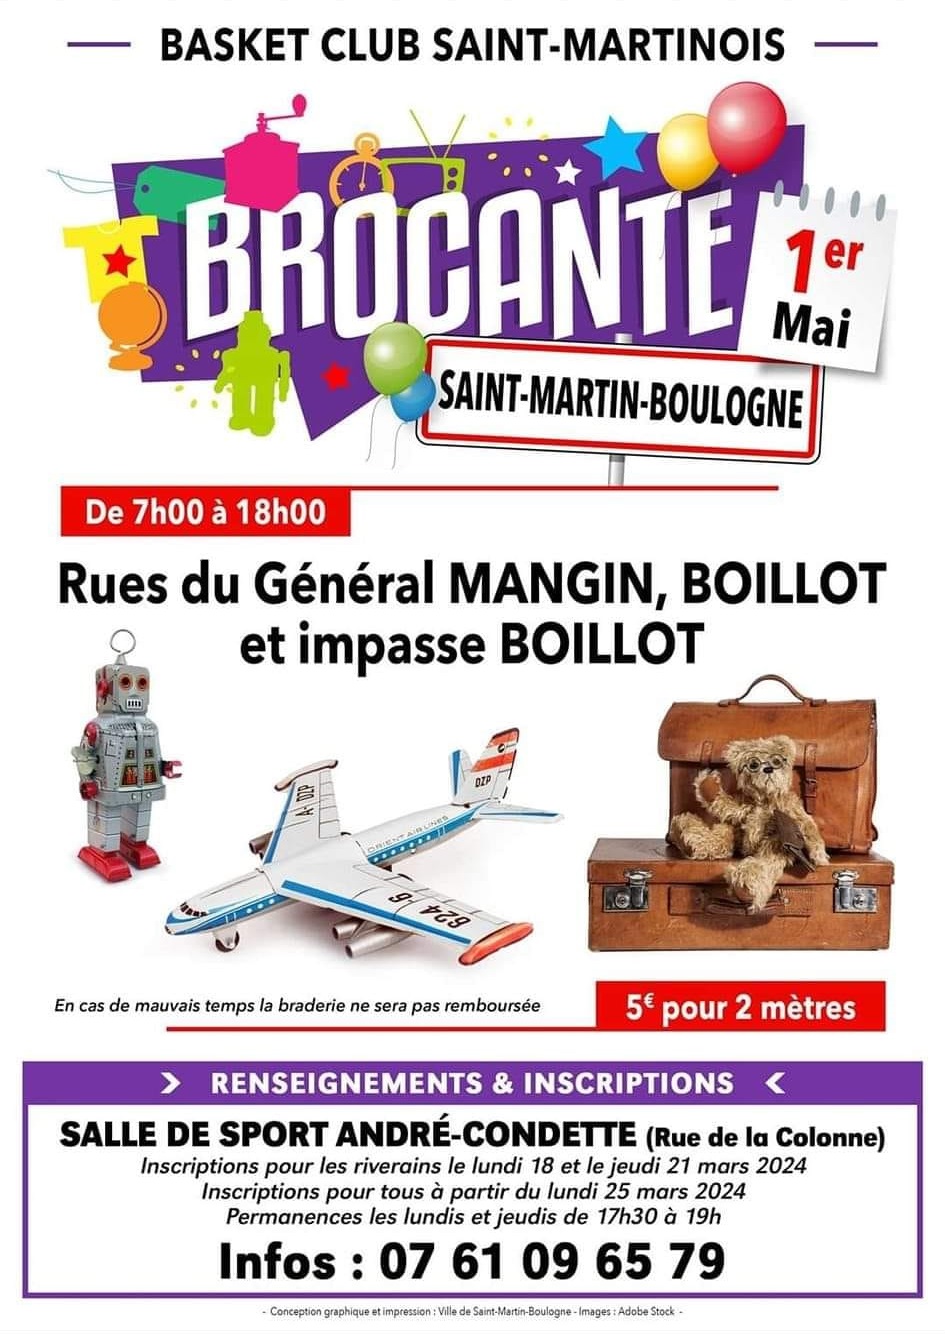 BASKET CLUB SAINT-MARTINOIS
BROCANTE
1er
Mai
SAINT-MARTIN-BOULOGNE
De 7h00 à 18h00
Rues du Général MANGIN, BOILLOT
et impasse BOILLOT
DZP
A- DZP
ORIENT AIR LINES
624 -6
En cas de mauvais temps la braderie ne sera pas remboursée
5€ pour 2 mètres
> RENSEIGNEMENTS & INSCRIPTIONS <
SALLE DE SPORT ANDRÉ-CONDETTE (Rue de la Colonne)
Inscriptions pour les riverains le lundi 18 et le jeudi 21 mars 2024
Inscriptions pour tous à partir du lundi 25 mars 2024
Permanences les lundis et jeudis de 17h30 à 19h
Infos : 07 61 09 65 79
- Conception graphique et impression : Ville de Saint-Martin-Boulogne - Images : Adobe Stock -